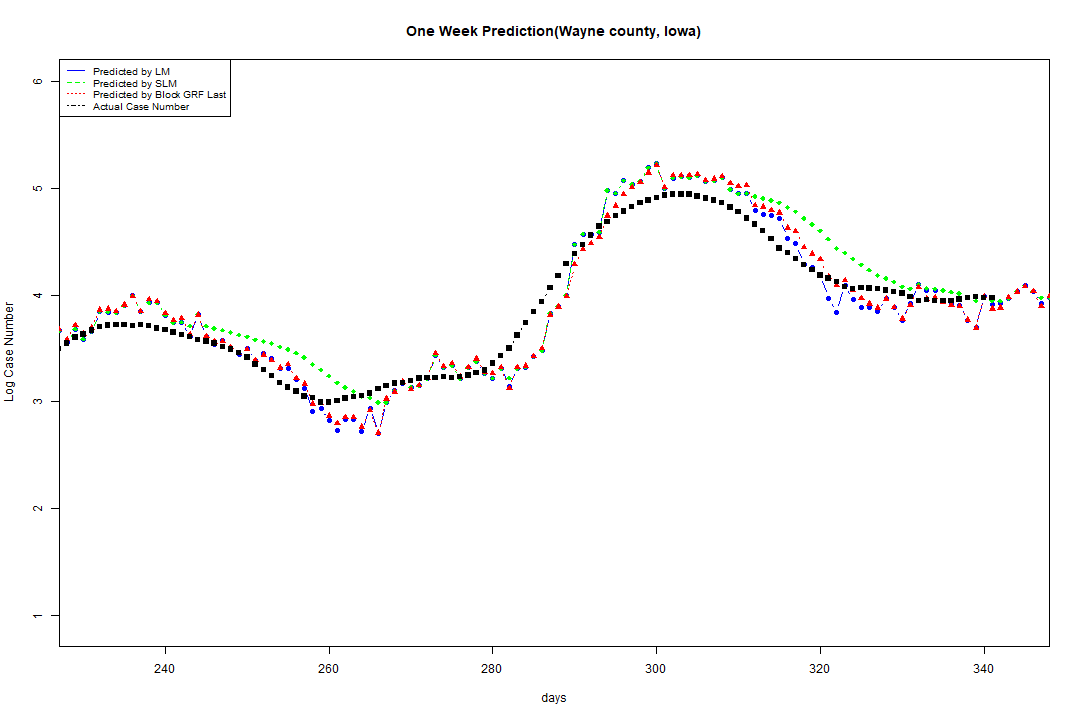 One Week Prediction(Wayne county, Iowa)
Predicted by LM
Predicted by SLM
Predicted by Block GRF Last
Actual Case Number
6
5
4
3
2
1
Log Case Number
240 260 280 300 320 340
days